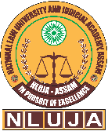 NATIONAL LAW UNIVERSITY AND JUDICIAL ACADEMY, ASSAM
NLUJA - ASSAM
IN PURSUIT OF EXCELLENCE
NLUJA